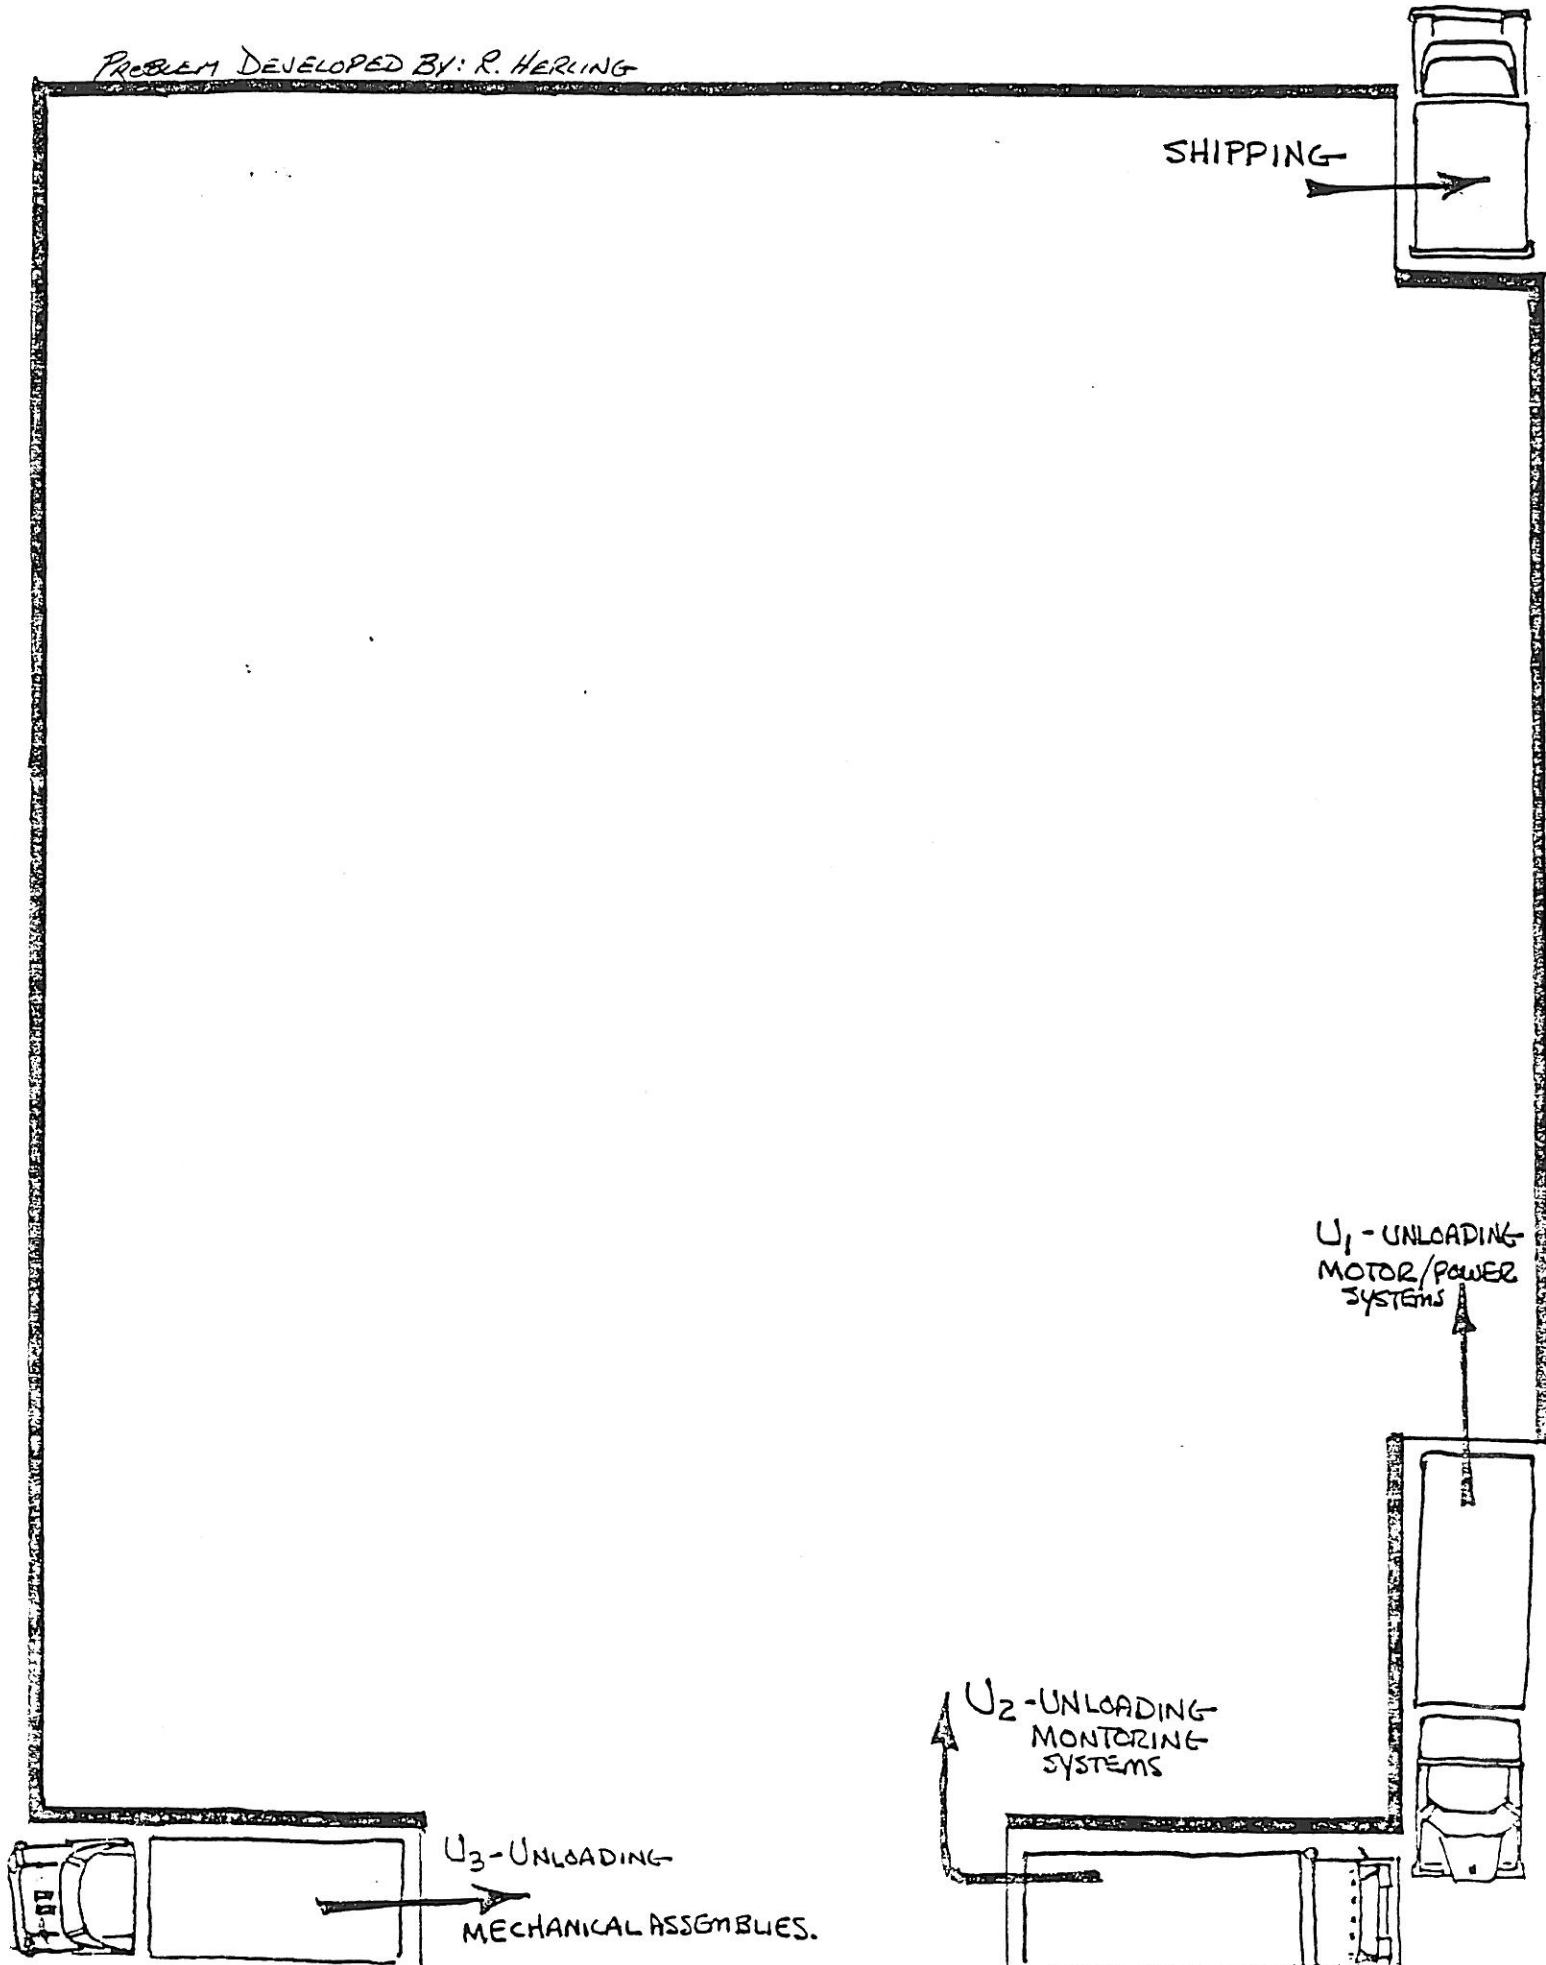 PROBLEM DEVELOPED BY: R. HERLING
SHIPPING
U1 - UNLOADING
MOTOR/POWER
SYSTEMS
U2 - UNLOADING
MONTORING
SYSTEMS
U3 - UNLOADING
MECHANICAL ASSEMBLIES.